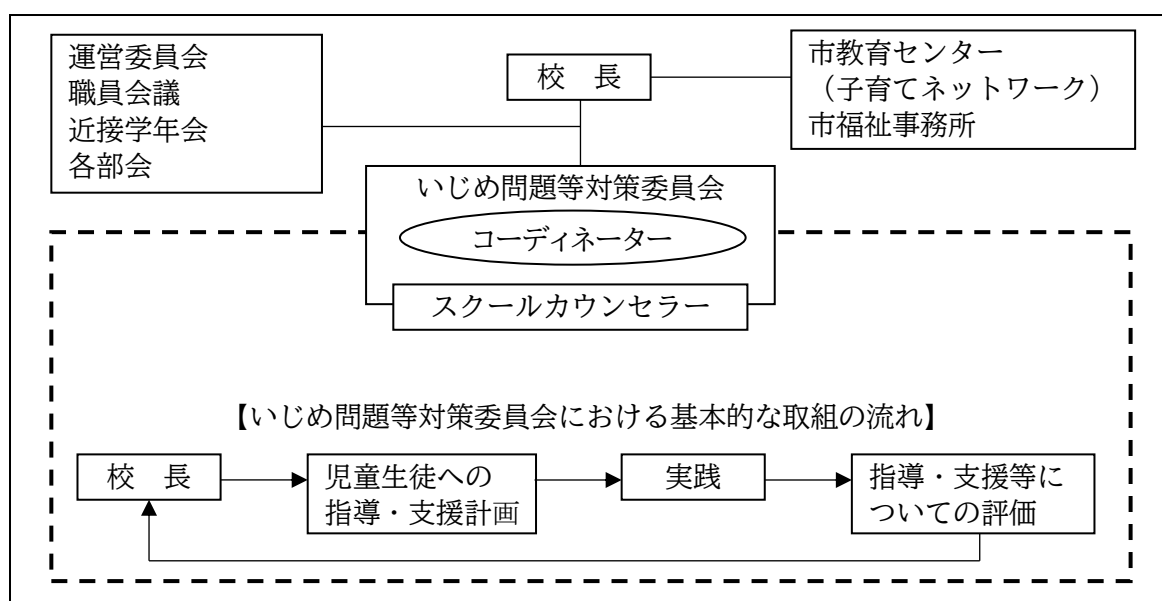 運営委員会
職員会議
近接学年会
各部会
校　長
市教育センター
（子育てネットワーク）
市福祉事務所
いじめ問題等対策委員会
コーディネーター
スクールカウンセラー
【いじめ問題等対策委員会における基本的な取組の流れ】
校　長
児童生徒への
指導・支援計画
実践
指導・支援等に
ついての評価